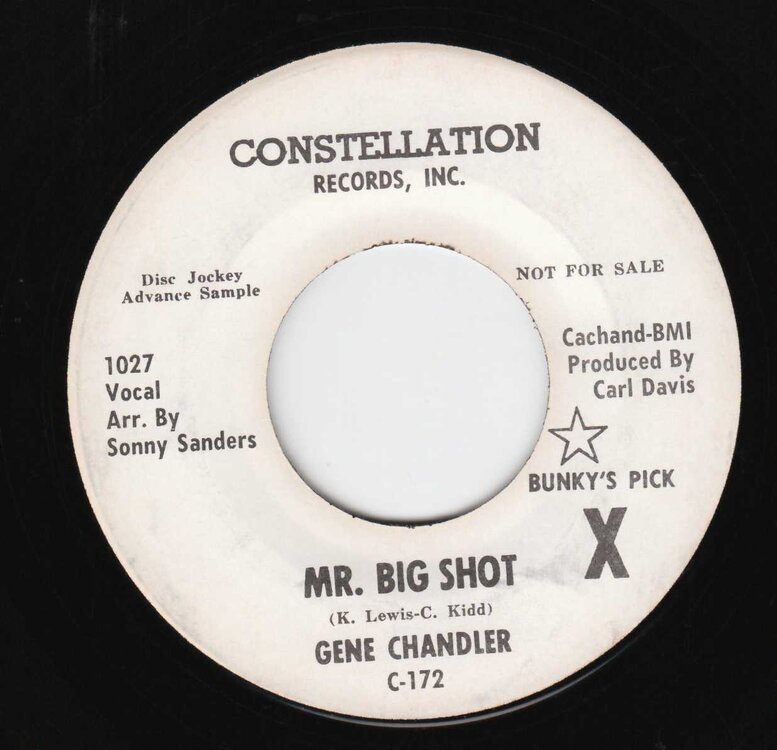 CONSTELLATION
RECORDS, INC.
Disc Jockey
Advance Sample
NOT FOR SALE
1027
Vocal
Arr. By
Sonny Sanders
Cachand-BMI
Produced By
Carl Davis
BUNKY'S PICK
X
MR. BIG SHOT
(K. Lewis-C. Kidd)
GENE CHANDLER
C-172